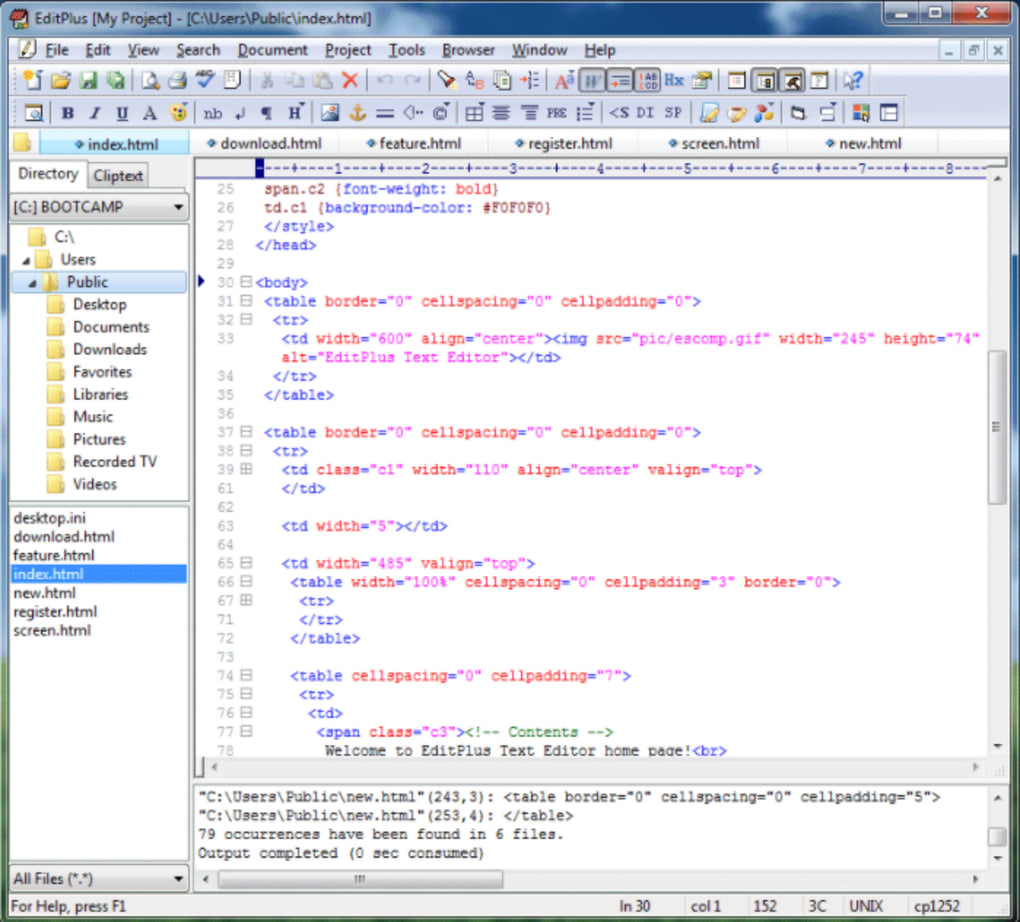 EditPlus [My Project] - [C:\Users\Public\index.html]
File Edit View Search Document Project Tools Browser Window Help
B I U A nb ¶ H PRE <S DI SP
index.html download.html feature.html register.html screen.html new.html
Directory Cliptext
[C:] BOOTCAMP
C:\
Users
Public
Desktop
Documents
Downloads
Favorites
Libraries
Music
Pictures
Recorded TV
Videos
desktop.ini
download.html
feature.html
index.html
new.html
register.html
screen.html
All Files (*.*)
----+----1----+----2----+----3----+----4----+----5----+----6----+----7----+----8----
25 span.c2 {font-weight: bold}
26 td.c1 {background-color: #F0F0F0}
27 </style>
28 </head>
29
30 <body>
31 <table border="0" cellspacing="0" cellpadding="0">
32 <tr>
33 <td width="600" align="center"><img src="pic/escomp.gif" width="245" height="74"
alt="EditPlus Text Editor"></td>
34 </tr>
35 </table>
36
37 <table border="0" cellspacing="0" cellpadding="0">
38 <tr>
39 <td class="c1" width="110" align="center" valign="top">
61 </td>
62
63 <td width="5"></td>
64
65 <td width="485" valign="top">
66 <table width="100%" cellspacing="0" cellpadding="3" border="0">
67 <tr>
71 </tr>
72 </table>
73
74 <table cellspacing="0" cellpadding="7">
75 <tr>
76 <td>
77 <span class="c3"><!-- Contents -->
78 Welcome to EditPlus Text Editor home page!<br>
"C:\Users\Public\new.html"(243,3): <table border="0" cellspacing="0" cellpadding="5">
"C:\Users\Public\new.html"(253,4): </table>
79 occurrences have been found in 6 files.
Output completed (0 sec consumed)
For Help, press F1 ln 30 col 1 152 3C UNIX cp1252